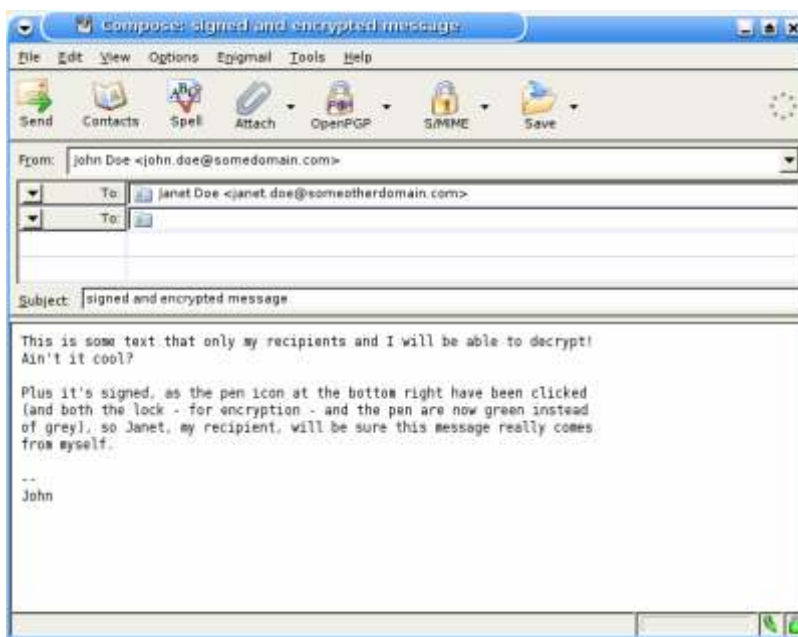 Compose: signed and encrypted message
File Edit View Options Enigmail Tools Help
Send Contacts Spell Attach OpenPGP S/MIME Save
From: John Doe <john.doe@somedomain.com>
To: Janet Doe <janet.doe@someotherdomain.com>
To:
Subject: signed and encrypted message
This is some text that only my recipients and I will be able to decrypt!
Ain't it cool?
Plus it's signed, as the pen icon at the bottom right have been clicked
(and both the lock - for encryption - and the pen are now green instead
of grey), so Janet, my recipient, will be sure this message really comes
from myself.
--
John